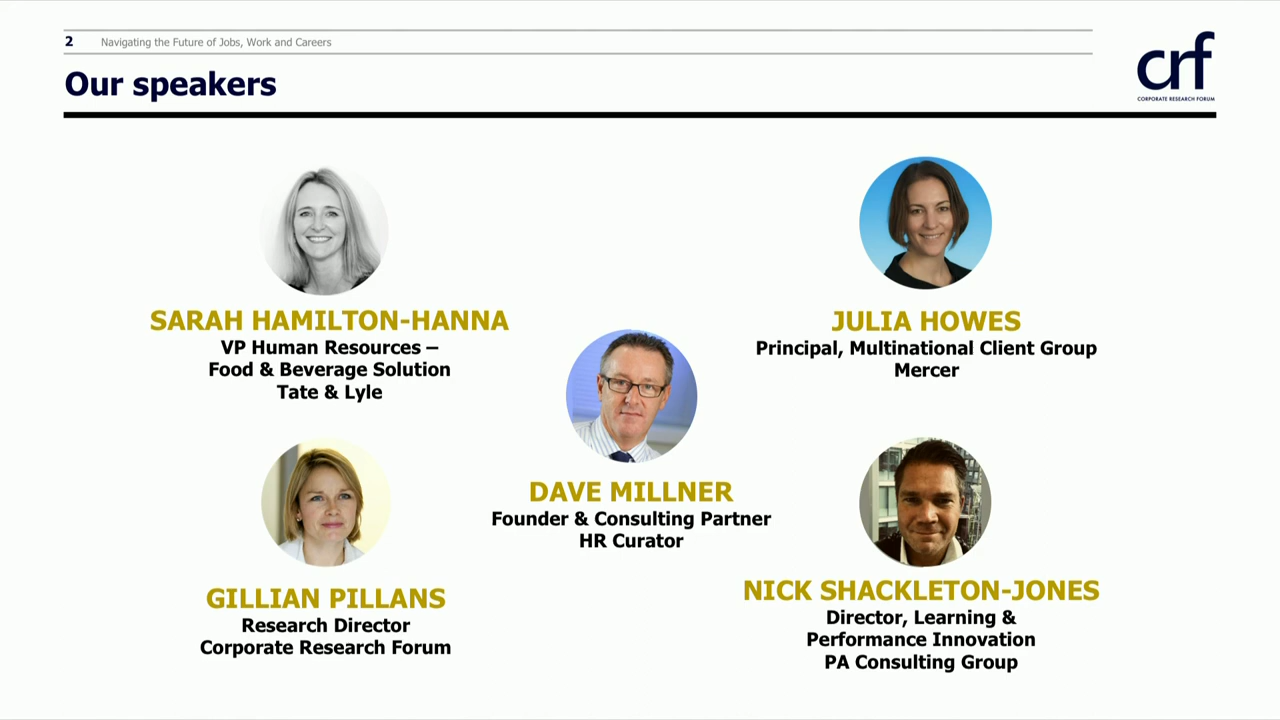 2 Navigating the Future of Jobs, Work and Careers
Our speakers
crf
CORPORATE RESEARCH FORUM
SARAH HAMILTON-HANNA
VP Human Resources –
Food & Beverage Solution
Tate & Lyle
JULIA HOWES
Principal, Multinational Client Group
Mercer
DAVE MILLNER
Founder & Consulting Partner
HR Curator
GILLIAN PILLANS
Research Director
Corporate Research Forum
NICK SHACKLETON-JONES
Director, Learning &
Performance Innovation
PA Consulting Group